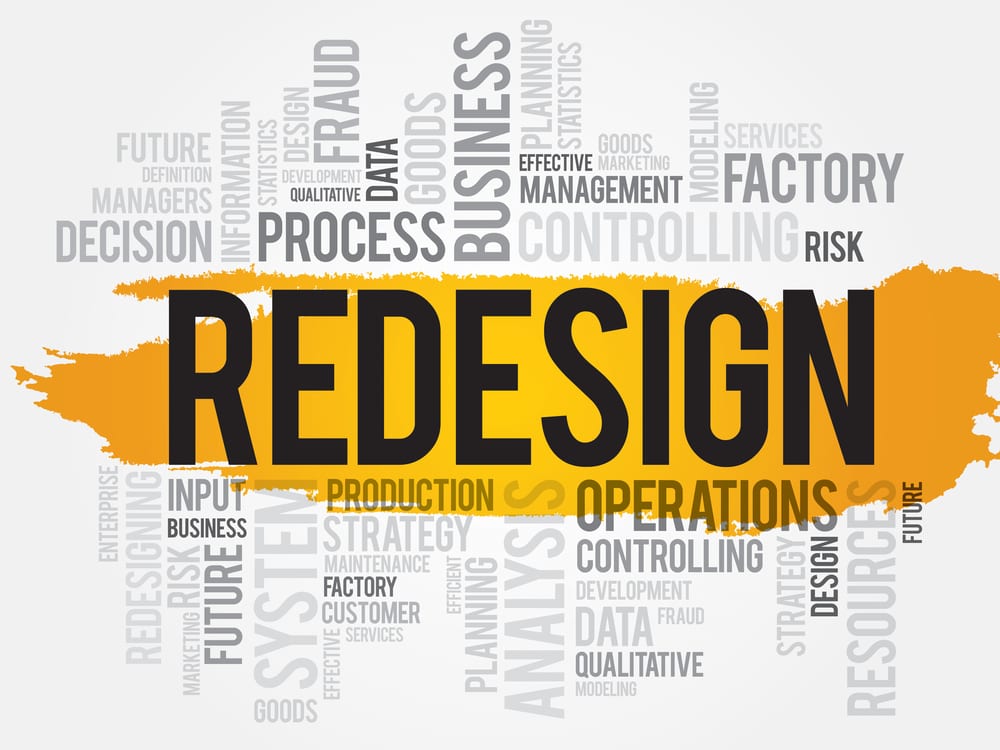 FUTURE
DEFINITION
MANAGERS
DECISION
INFORMATION
STATISTICS
DESIGN
DEVELOPMENT
QUALITATIVE
FRAUD
DATA
GOODS
PROCESS
BUSINESS
PLANNING
STATISTICS
EFFECTIVE
GOODS
MARKETING
MANAGEMENT
MODELING
SERVICES
FACTORY
CONTROLLING
RISK
REDESIGN
ENTERPRISE
REDESIGNING
INPUT
BUSINESS
RISK
MARKETING
FUTURE
SYSTEM
GOODS
PRODUCTION
STRATEGY
MAINTENANCE
FACTORY
CUSTOMER
SERVICES
EFFECTIVE
EFFICIENT
PLANNING
ANALYSIS
OPERATIONS
CONTROLLING
DEVELOPMENT
DATA
FRAUD
QUALITATIVE
MODELING
STRATEGY
DESIGN
RESOURCES
FUTURE